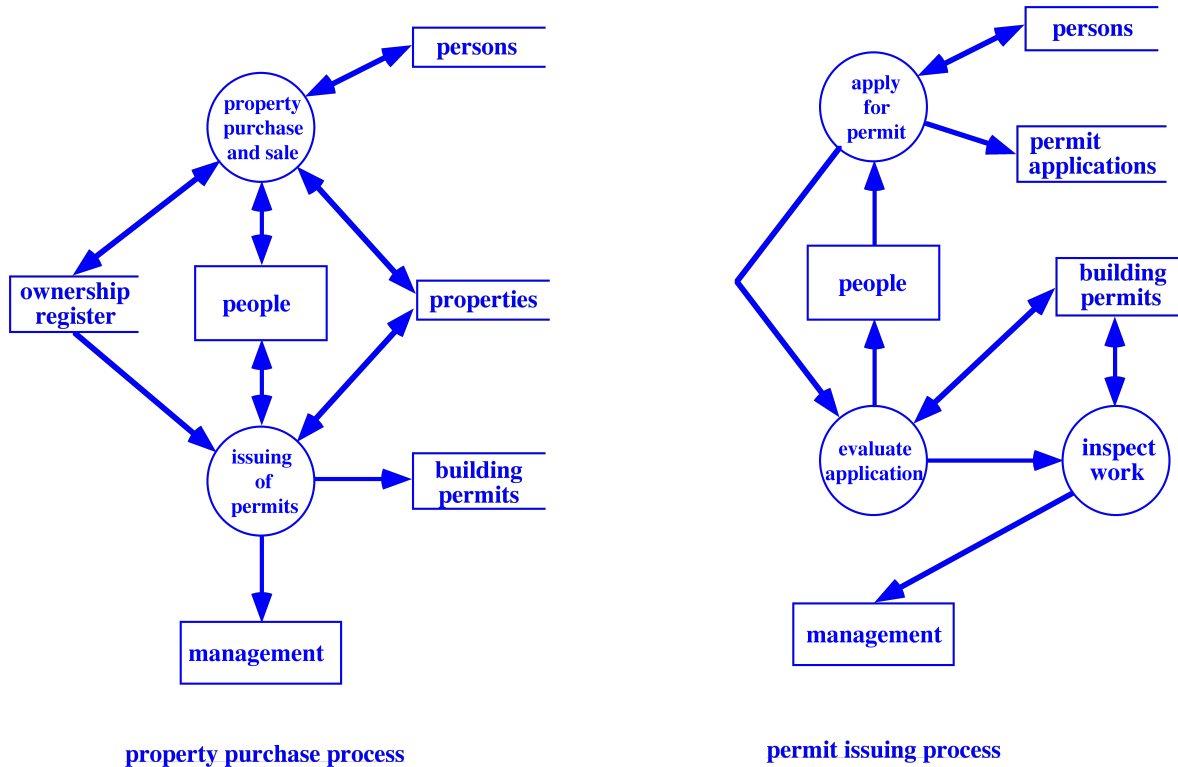 persons
property
purchase
and sale
ownership
register
people
properties
issuing
of
permits
building
permits
management
property purchase process
persons
apply
for
permit
permit
applications
people
building
permits
evaluate
application
inspect
work
management
permit issuing process